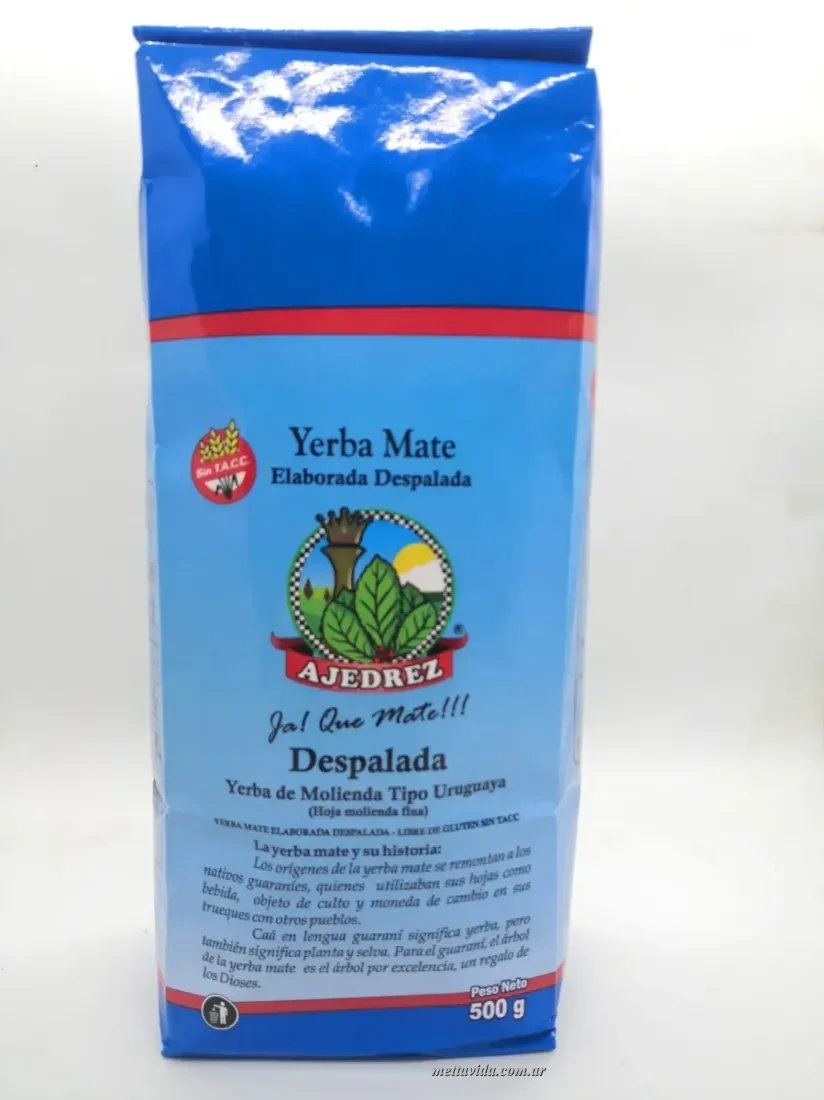 Sin T.A.C.C.
Yerba Mate
Elaborada Despalada
AJEDREZ
®
Ja! Que Mate!!!
Despalada
Yerba de Molienda Tipo Uruguaya
(Hoja molienda fina)
YERBA MATE ELABORADA DESPALADA - LIBRE DE GLUTEN SIN TACC
La yerba mate y su historia:
Los orígenes de la yerba mate se remontan a los
nativos guaraníes, quienes utilizaban sus hojas como
bebida, objeto de culto y moneda de cambio en sus
trueques con otros pueblos.
Caá en lengua guaraní significa yerba, pero
también significa planta y selva. Para el guaraní, el árbol
de la yerba mate es el árbol por excelencia, un regalo de
los Dioses.
Peso Neto
500 g
meitavida.com.ar